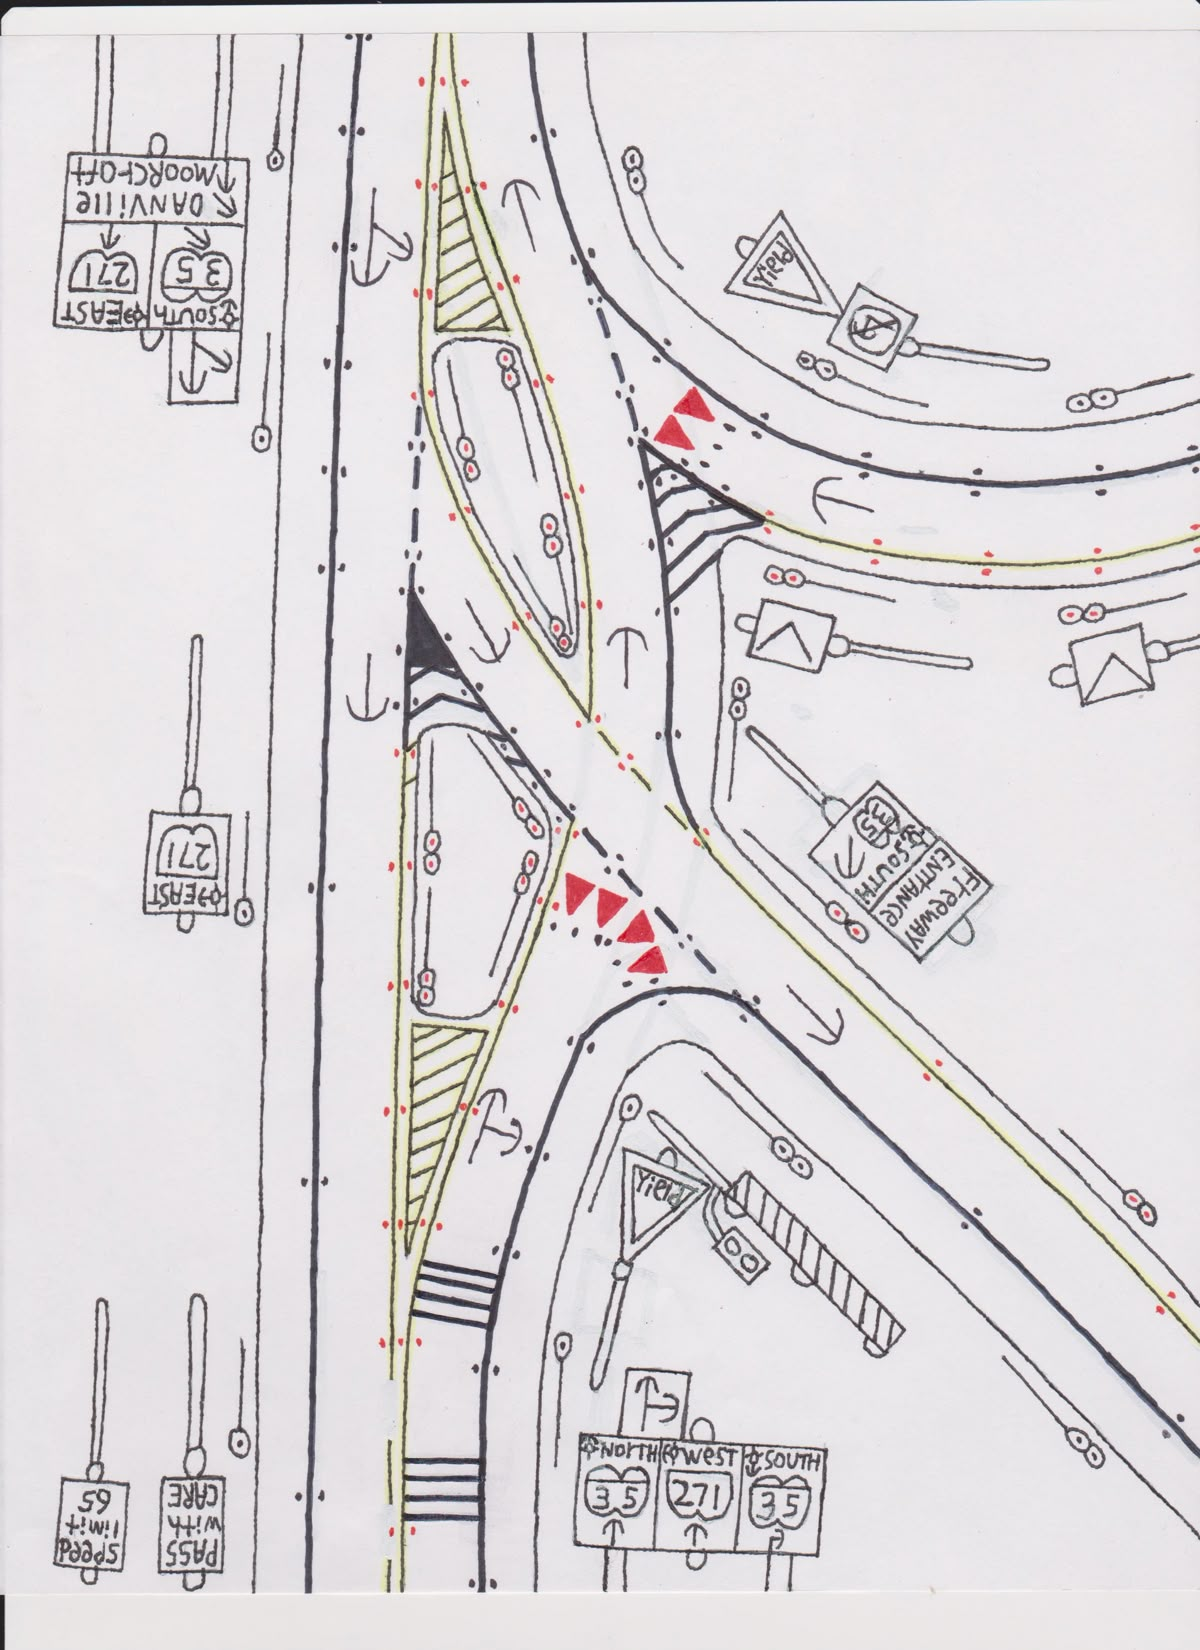 EAST
SOUTH
271
35
DANVille
MOORCrOft
Yield
EAST
271
FreewAY
ENTrANCE
SOUTH
35
Yield
NorTH
WEST
SOUTH
35
271
35
PASS
with
CARE
SPeed
limit
65